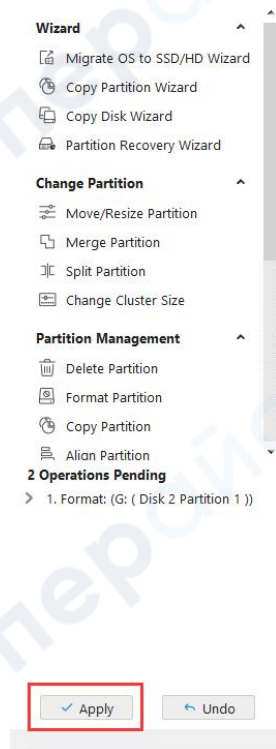 Wizard
Migrate OS to SSD/HD Wizard
Copy Partition Wizard
Copy Disk Wizard
Partition Recovery Wizard
Change Partition
Move/Resize Partition
Merge Partition
Split Partition
Change Cluster Size
Partition Management
Delete Partition
Format Partition
Copy Partition
Align Partition
2 Operations Pending
1. Format: (G: ( Disk 2 Partition 1 ))
Apply
Undo